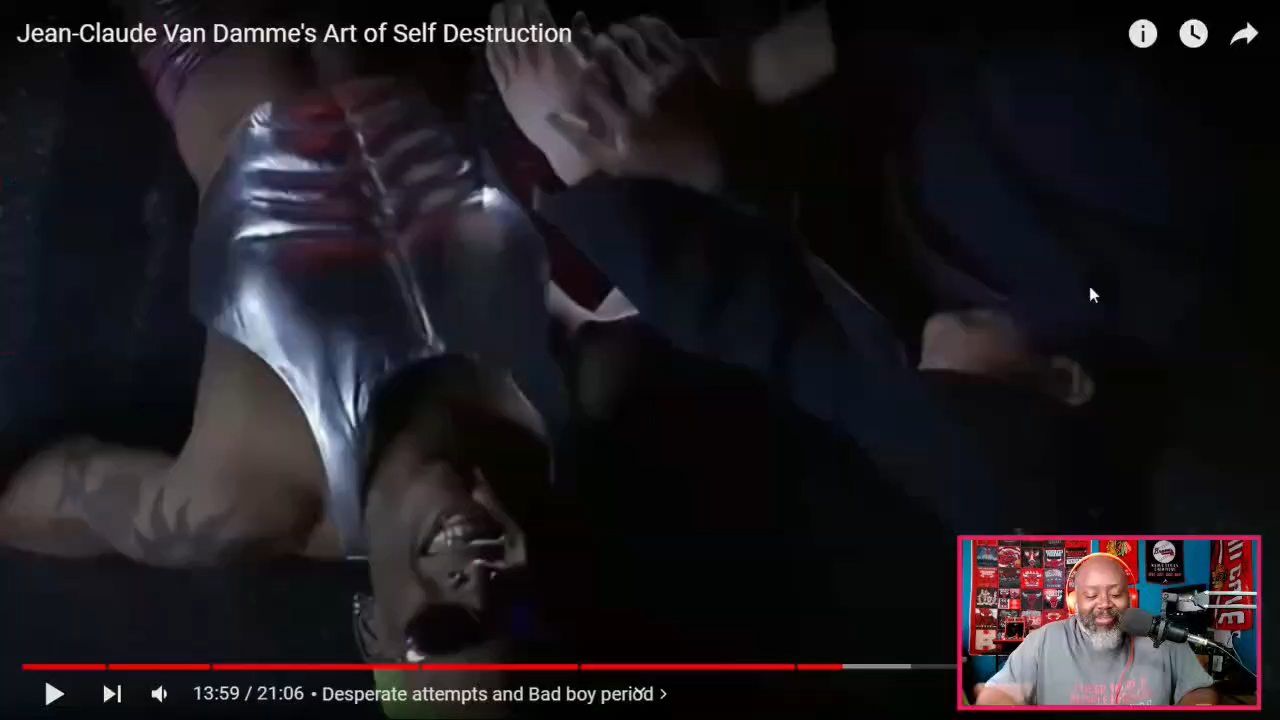 Jean-Claude Van Damme's Art of Self Destruction
13:59 / 21:06 • Desperate attempts and Bad boy period >